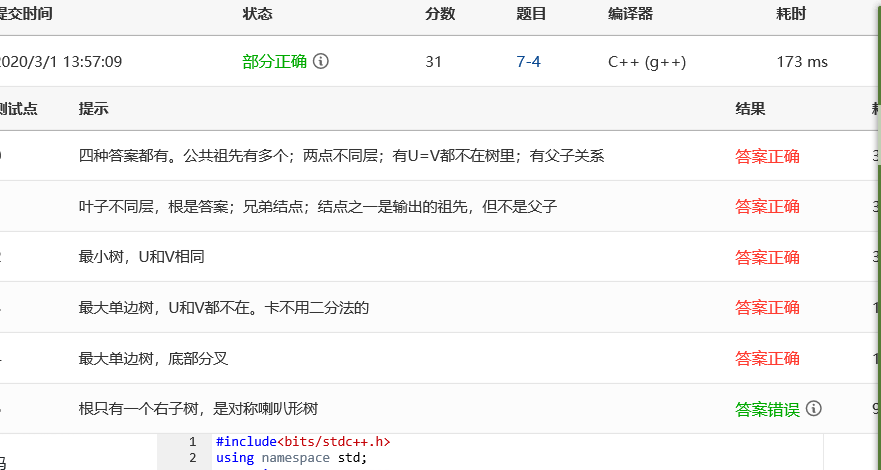 提交时间 状态 分数 题目 编译器 耗时
2020/3/1 13:57:09 部分正确 31 7-4 C++ (g++) 173 ms
测试点 提示 结果
四种答案都有。公共祖先有多个；两点不同层；有U=V都不在树里；有父子关系 答案正确 3
叶子不同层，根是答案；兄弟结点；结点之一是输出的祖先，但不是父子 答案正确 3
2 最小树，U和V相同 答案正确 3
最大单边树，U和V都不在。卡不用二分法的 答案正确 1
最大单边树，底部分叉 答案正确 1
根只有一个右子树，是对称喇叭形树 答案错误 9
码
1 #include<bits/stdc++.h>
2 using namespace std;